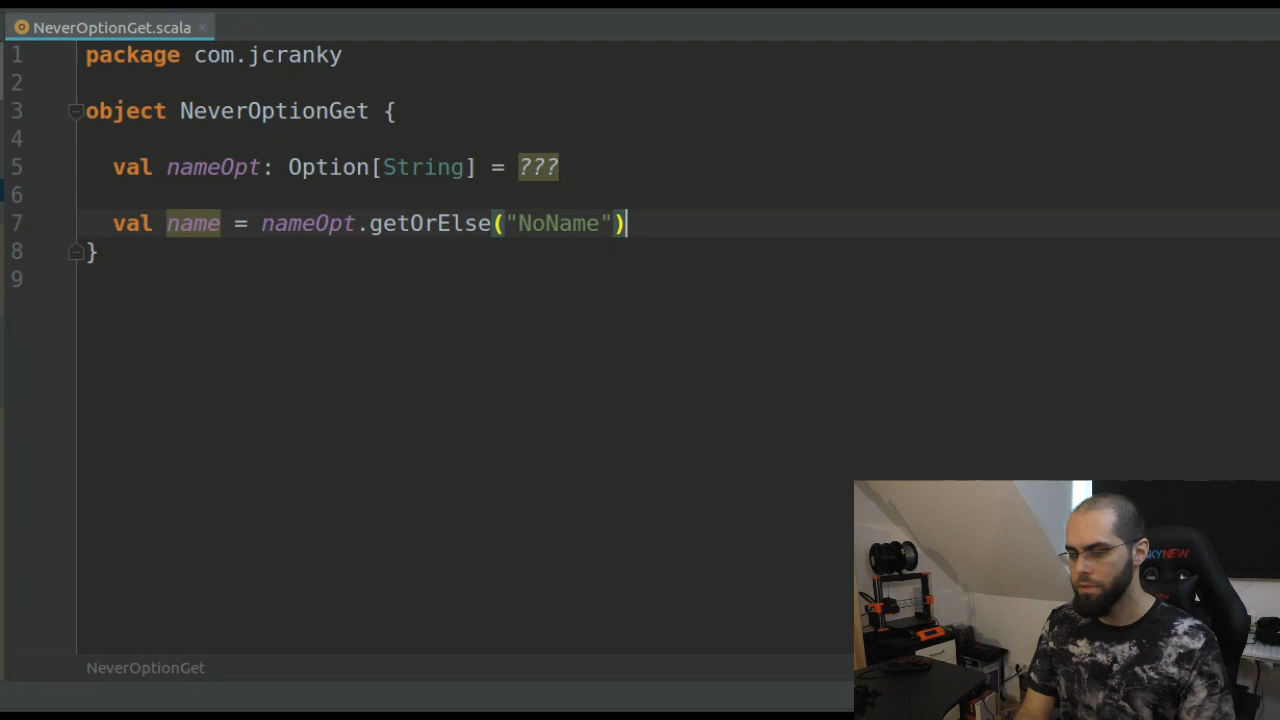 NeverOptionGet.scala
1 package com.jcranky
2
3 object NeverOptionGet {
4
5 val nameOpt: Option[String] = ???
6
7 val name = nameOpt.getOrElse("NoName")
8 }
9
NeverOptionGet
KYNEW